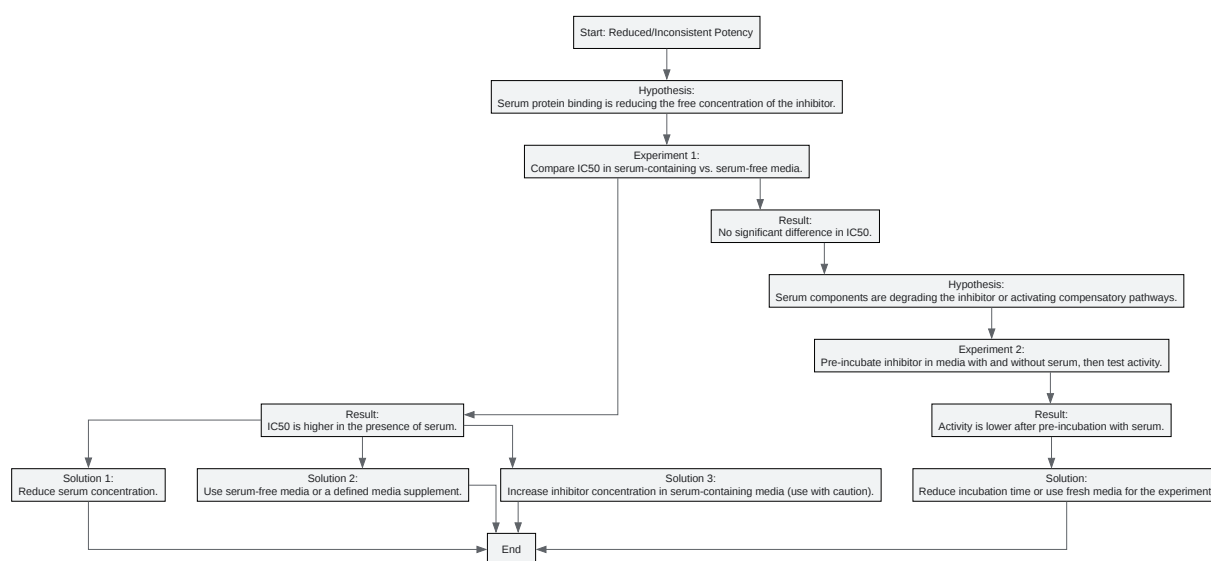 Start: Reduced/Inconsistent Potency
Hypothesis:
Serum protein binding is reducing the free concentration of the inhibitor.
Experiment 1:
Compare IC50 in serum-containing vs. serum-free media.
Result:
No significant difference in IC50.
Hypothesis:
Serum components are degrading the inhibitor or activating compensatory pathways.
Experiment 2:
Pre-incubate inhibitor in media with and without serum, then test activity.
Result:
IC50 is higher in the presence of serum.
Result:
Activity is lower after pre-incubation with serum.
Solution 1:
Reduce serum concentration.
Solution 2:
Use serum-free media or a defined media supplement.
Solution 3:
Increase inhibitor concentration in serum-containing media (use with caution).
Solution:
Reduce incubation time or use fresh media for the experiment
End